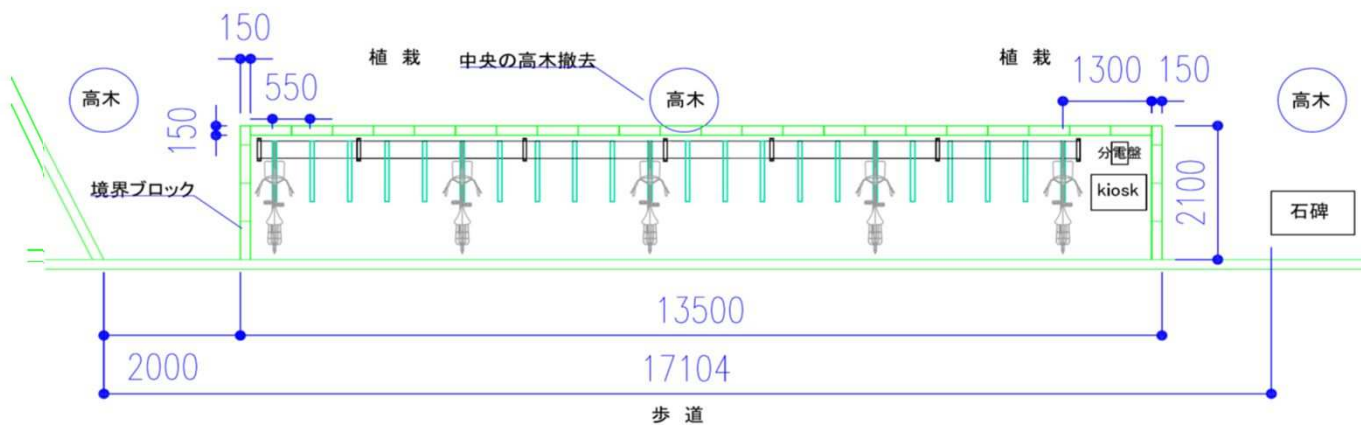 150
植 栽
中央の高木撤去
植 栽
1300
150
高木
550
高木
高木
150
分電盤
境界ブロック
kiosk
2100
石碑
13500
2000
17104
歩 道